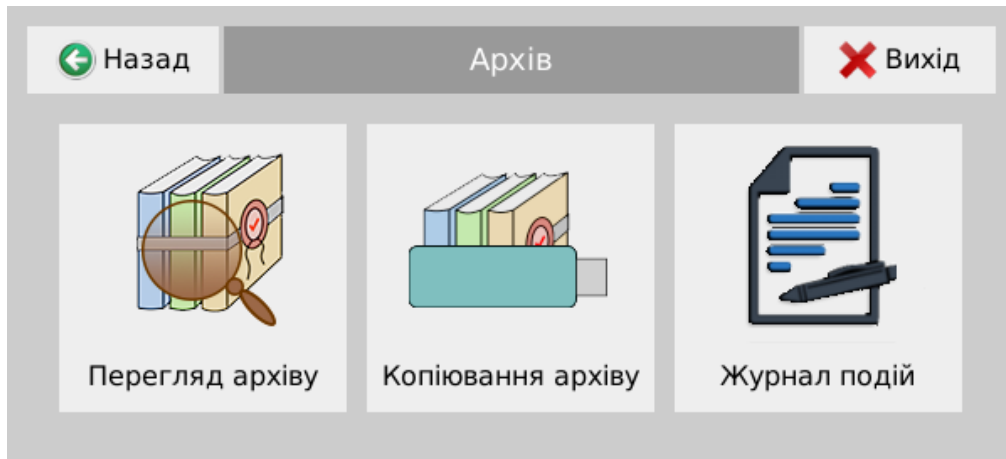 Назад
Архів
Вихід
Перегляд архіву
Копіювання архіву
Журнал подій